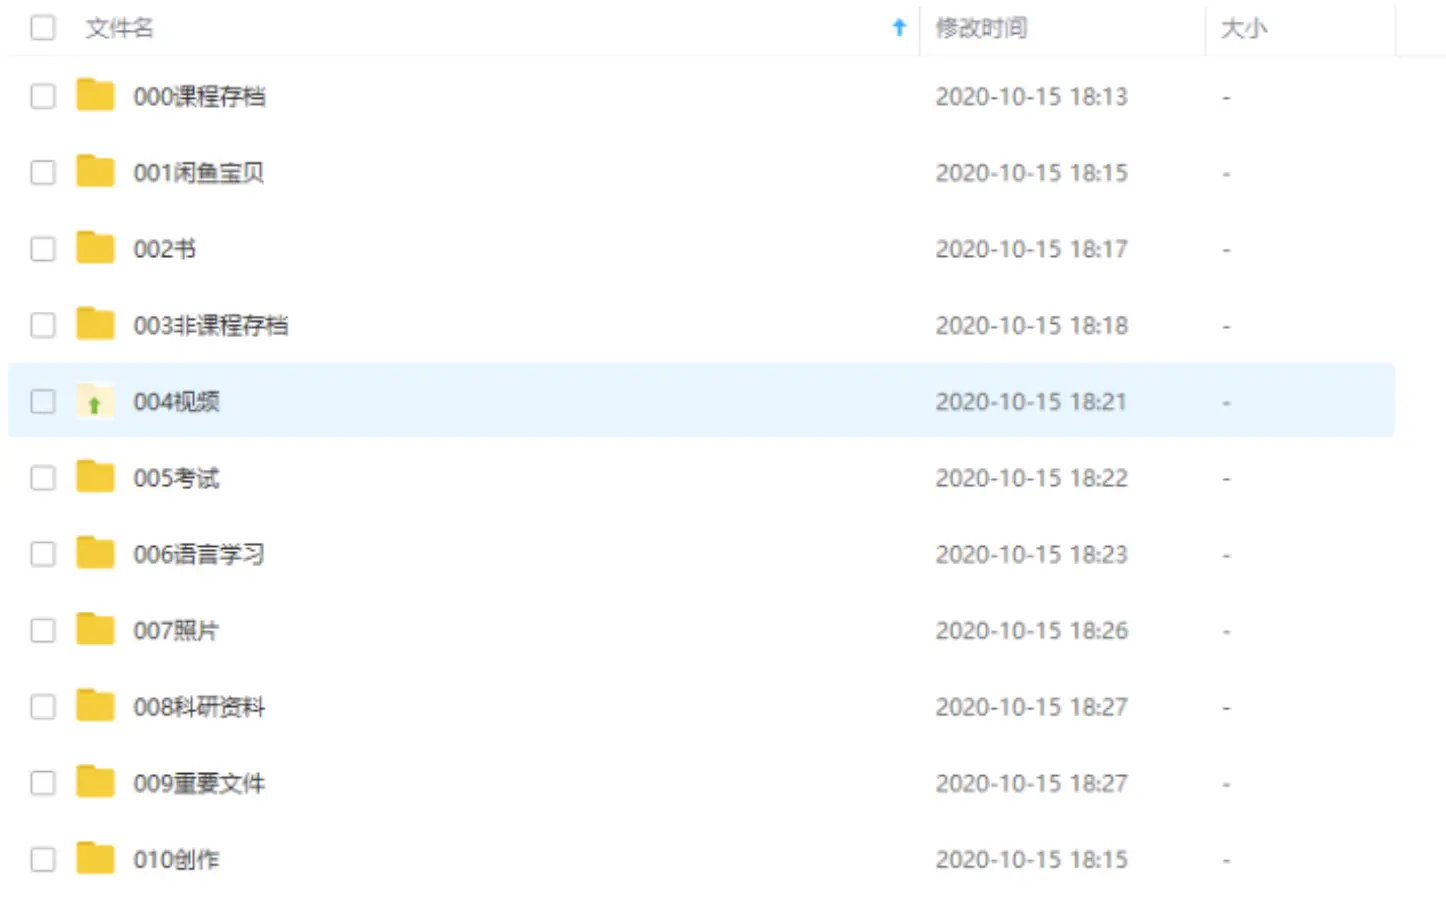 文件名 修改时间 大小
000课程存档 2020-10-15 18:13 -
001闲鱼宝贝 2020-10-15 18:15 -
002书 2020-10-15 18:17 -
003非课程存档 2020-10-15 18:18 -
004视频 2020-10-15 18:21 -
005考试 2020-10-15 18:22 -
006语言学习 2020-10-15 18:23 -
007照片 2020-10-15 18:26 -
008科研资料 2020-10-15 18:27 -
009重要文件 2020-10-15 18:27 -
010创作 2020-10-15 18:15 -